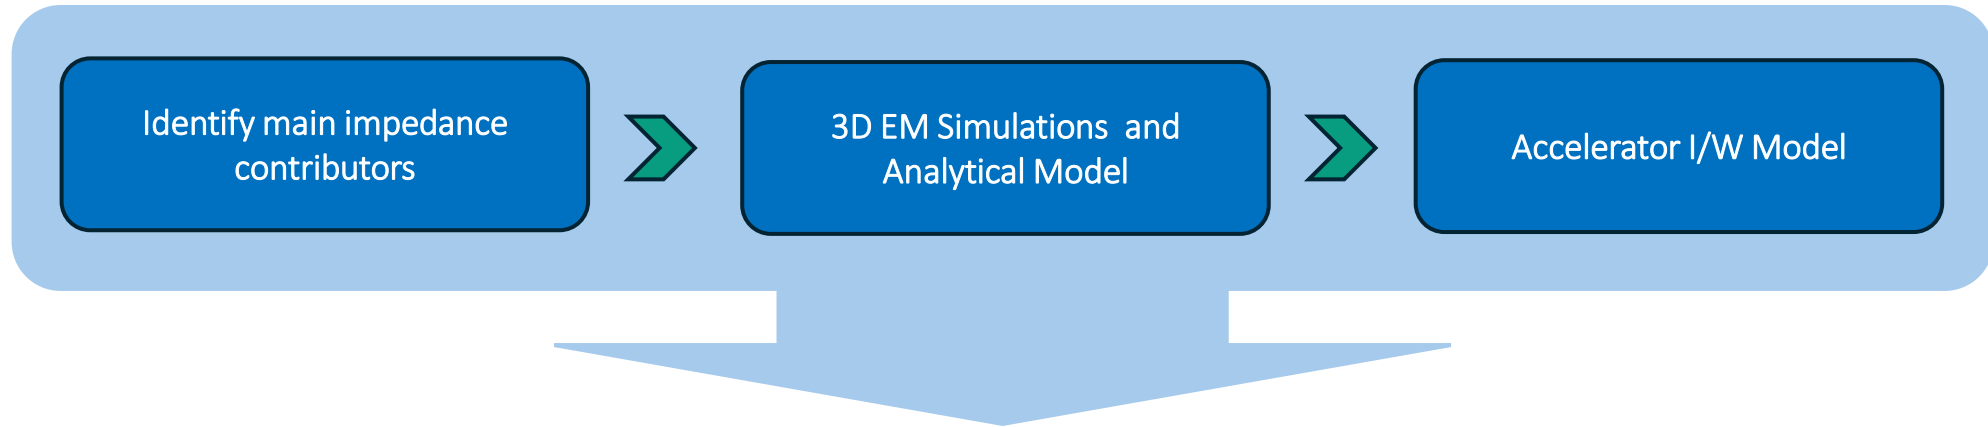 Identify main impedance
contributors
3D EM Simulations and
Analytical Model
Accelerator I/W Model